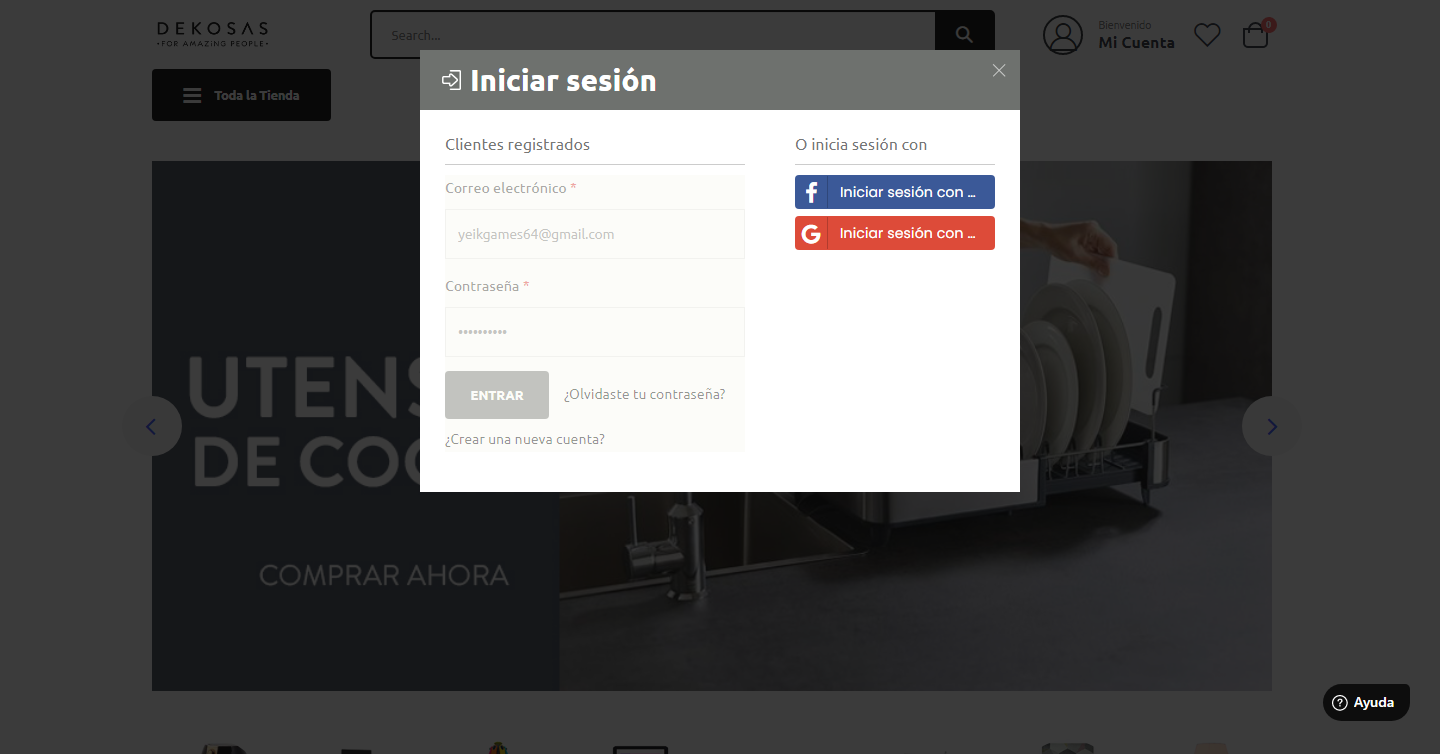 DEKOSAS
•FOR AMAZING PEOPLE•
Search...
Bienvenido
Mi Cuenta
0
Toda la Tienda
Iniciar sesión
Clientes registrados
Correo electrónico *
yeikgames64@gmail.com
Contraseña *
••••••••••
ENTRAR
¿Olvidaste tu contraseña?
¿Crear una nueva cuenta?
O inicia sesión con
Iniciar sesión con ...
G Iniciar sesión con ...
UTENS
DE COC
COMPRAR AHORA
Ayuda